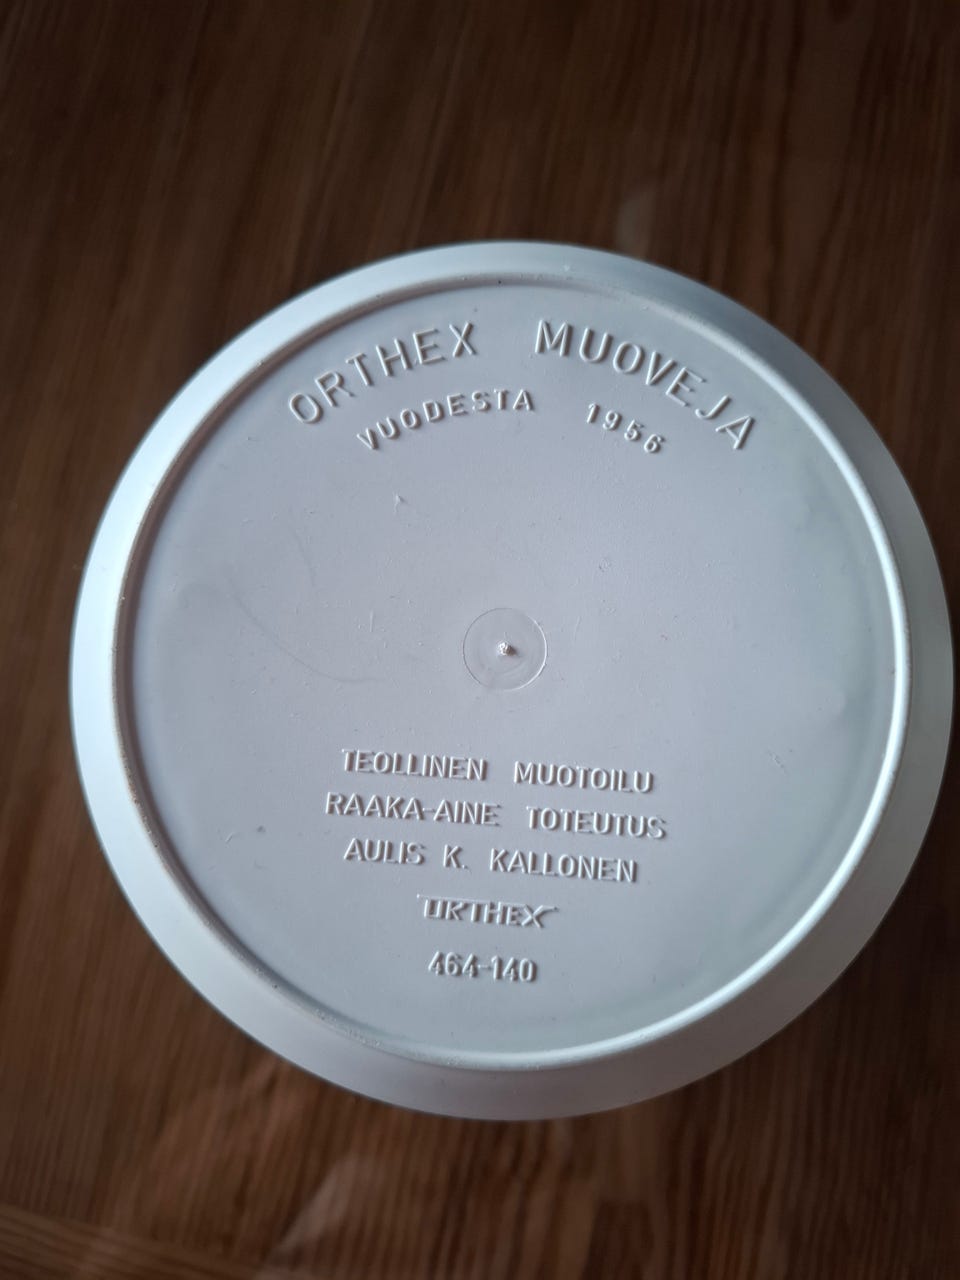 ORTHEX MUOVEJA
VUODESTA 1956
TEOLLINEN MUOTOILU
RAAKA-AINE TOTEUTUS
AULIS K. KALLONEN
ORTHEX
464-140